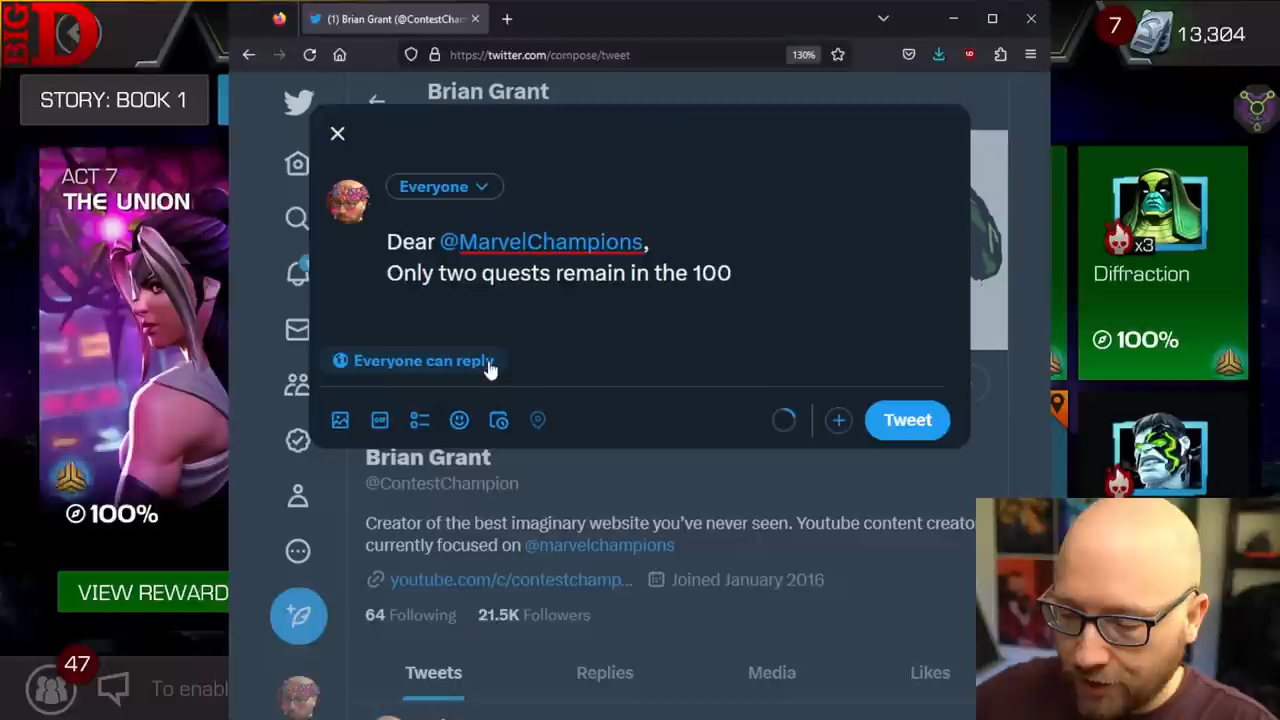 BIG D
(1) Brian Grant (@ContestCham
7
13,304
https://twitter.com/compose/tweet
130%
STORY: BOOK 1
Brian Grant
ACT 7
THE UNION
Everyone
Dear @MarvelChampions,
Only two quests remain in the 100
x3
Diffraction
100%
Everyone can reply
GIF
Tweet
Brian Grant
@ContestChampion
100%
Creator of the best imaginary website you've never seen. Youtube content creato
currently focused on @marvelchampions
youtube.com/c/contestchamp... Joined January 2016
VIEW REWARD
64 Following 21.5K Followers
47
Tweets Replies Media Likes
To enabl